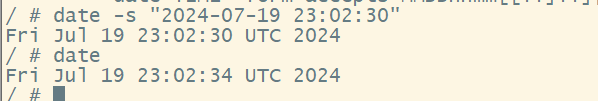 / # date -s "2024-07-19 23:02:30"
Fri Jul 19 23:02:30 UTC 2024
/ # date
Fri Jul 19 23:02:34 UTC 2024
/ #